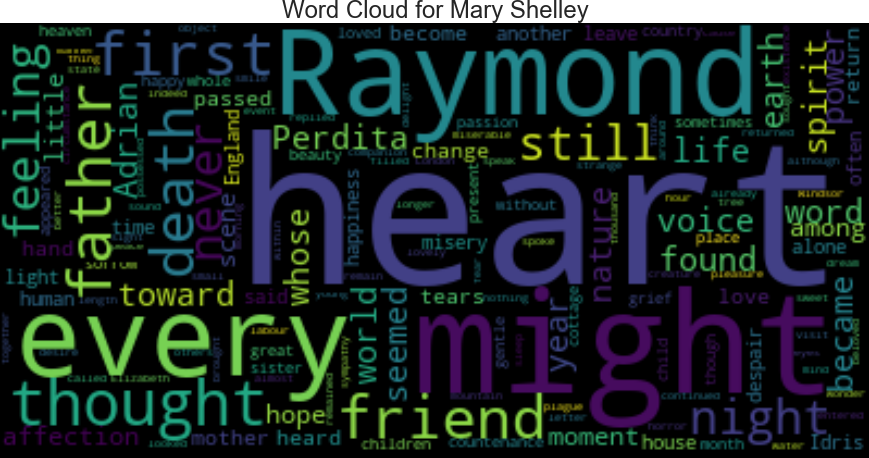 Word Cloud for Mary Shelley
heaven
object
loved become another leave country
feeling
thing
state
first
Raymond
earth
spirit
power
return
happy whole smile
little
father
Adrian
indeed
passed
event
replied
delight
passion
miserable
sometimes
returned
death
never
England
Perdita
beauty
change
still
life
although
often
appeared
better
filled
speak
strange
heart
scene
happiness
present
longer
without
hour
already
tree
thousand
windsor
word
among
voice
place
found
alone
time
sound
whose
within
misery
spoke
lovely
nature
hand
sorrow
light
small
remain
creature
pleasure
dream
human
length
toward
said
young
tears
nothing
cottage
grief
love
sweet
every
might
together
labour
world
seemed
gentle
year
child
though
despair
visit
eyes
became
beloved
desire
others
brought
great
sister
sympathy
mind
called
Elizabeth
almost
mountain
continued
wonder
thought
hope
remained
friend
plague
letter
horror
night
entered
affection
looked
mother
heard
children
countenance
moment
house
month
water
Idris